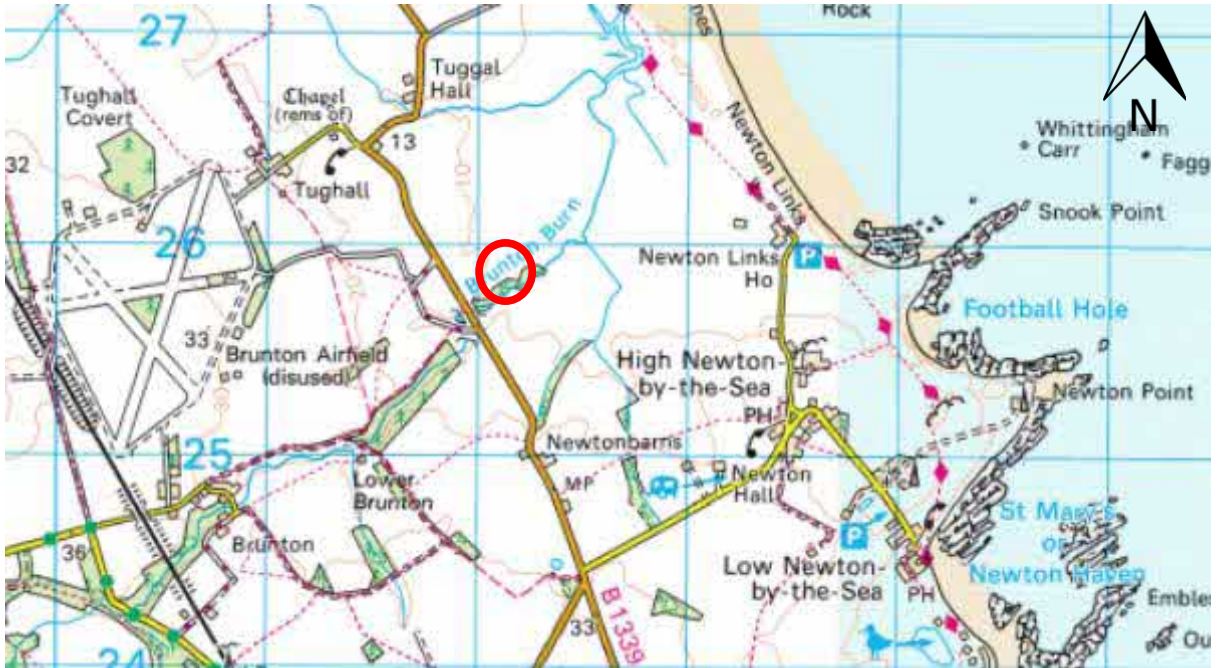 27
Rock
N
Tughall
Covert
Chapel
(rems of)
Tuggal
Hall
13
Whittingham
Carr
Fagg
32
Tughall
10
Newton Links
Snook Point
26
Brunton Burn
Newton Links
Ho
P
Football Hole
33
Brunton Airfield
(disused)
High Newton-
by-the-Sea
Newton Point
PH
25
Newtonbarns
Lower
Brunton
MP
Newton
Hall
St Mary's
or
Newton Haven
36
Brunton
P
Low Newton-
by-the-Sea
PH
B 1339
33
Emble
Ou
24